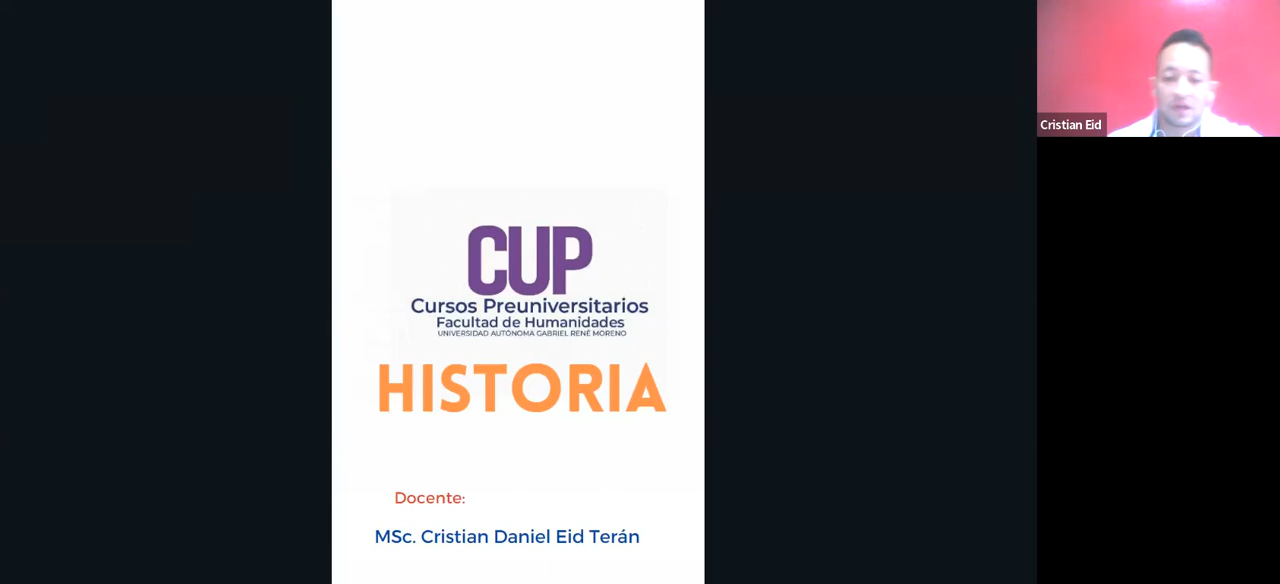 CUP
Cursos Preuniversitarios
Facultad de Humanidades
UNIVERSIDAD AUTÓNOMA GABRIEL RENÉ MORENO
HISTORIA
Docente:
MSc. Cristian Daniel Eid Terán
Cristian Eid